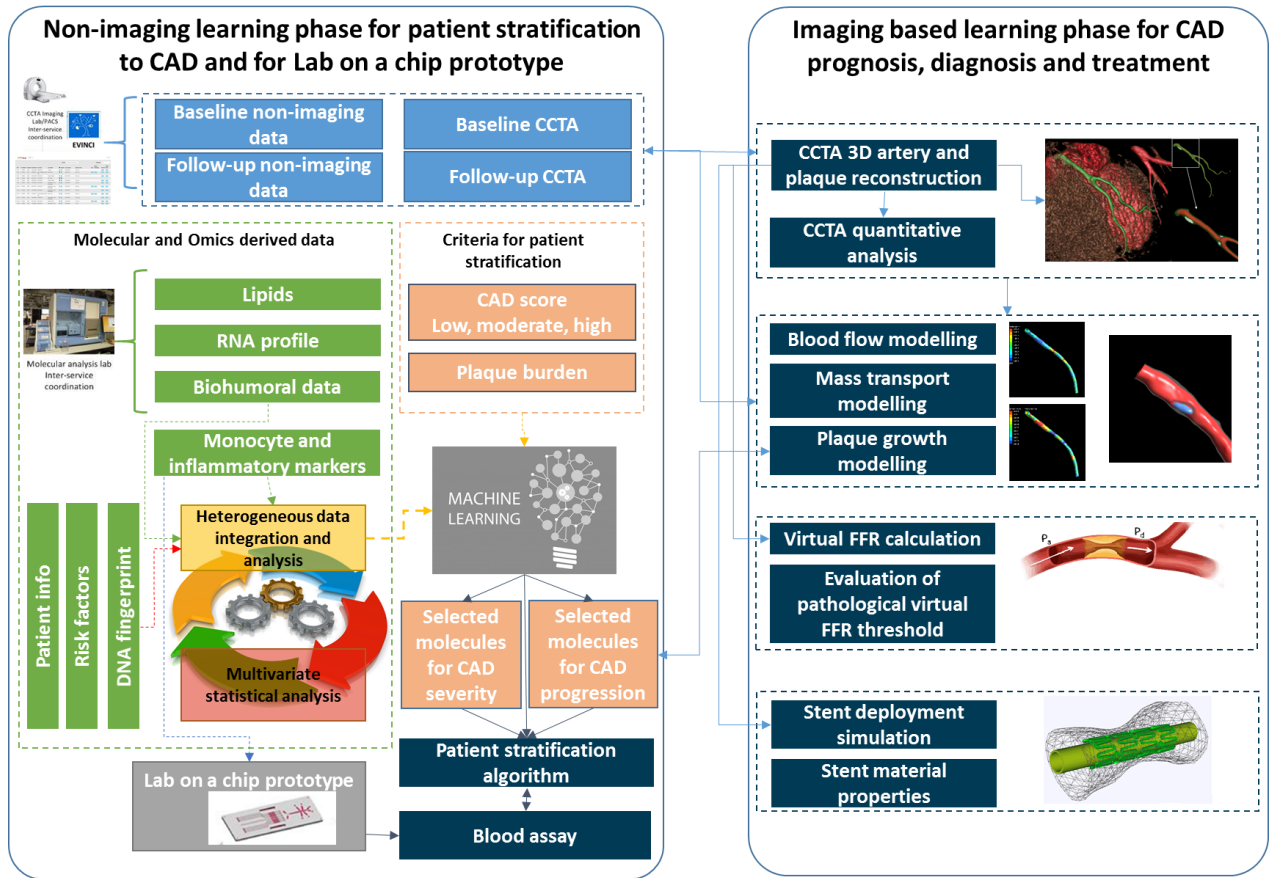 Non-imaging learning phase for patient stratification
to CAD and for Lab on a chip prototype
CCTA Imaging
Lab/PACS
Inter-service
coordination
EVINCI
Baseline non-imaging
data
Baseline CCTA
Follow-up non-imaging
data
Follow-up CCTA
Molecular and Omics derived data
Lipids
RNA profile
Biohumoral data
Molecular analysis lab
Inter-service
coordination
Monocyte and
inflammatory markers
Patient info
Risk factors
DNA fingerprint
Heterogeneous data
integration and
analysis
Multivariate
statistical analysis
Lab on a chip prototype
Criteria for patient
stratification
CAD score
Low, moderate, high
Plaque burden
MACHINE
LEARNING
Selected
molecules
for CAD
severity
Selected
molecules
for CAD
progression
Patient stratification
algorithm
Blood assay
Imaging based learning phase for CAD
prognosis, diagnosis and treatment
CCTA 3D artery and
plaque reconstruction
CCTA quantitative
analysis
Blood flow modelling
Mass transport
modelling
Plaque growth
modelling
Virtual FFR calculation
Evaluation of
pathological virtual
FFR threshold
Pa
Pd
Stent deployment
simulation
Stent material
properties